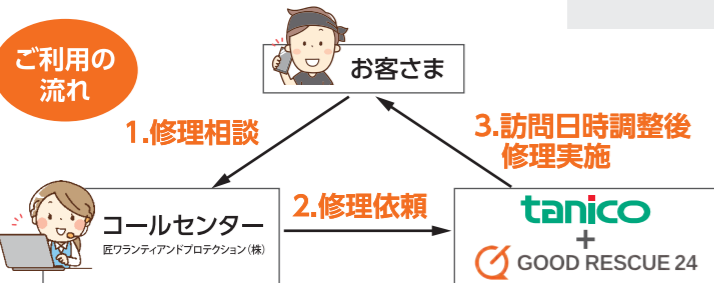 ご利用の
流れ
お客さま
1.修理相談
3.訪問日時調整後
修理実施
2.修理依頼
コールセンター
匠ワランティアンドプロテクション(株)
tanico
+
GOOD RESCUE 24